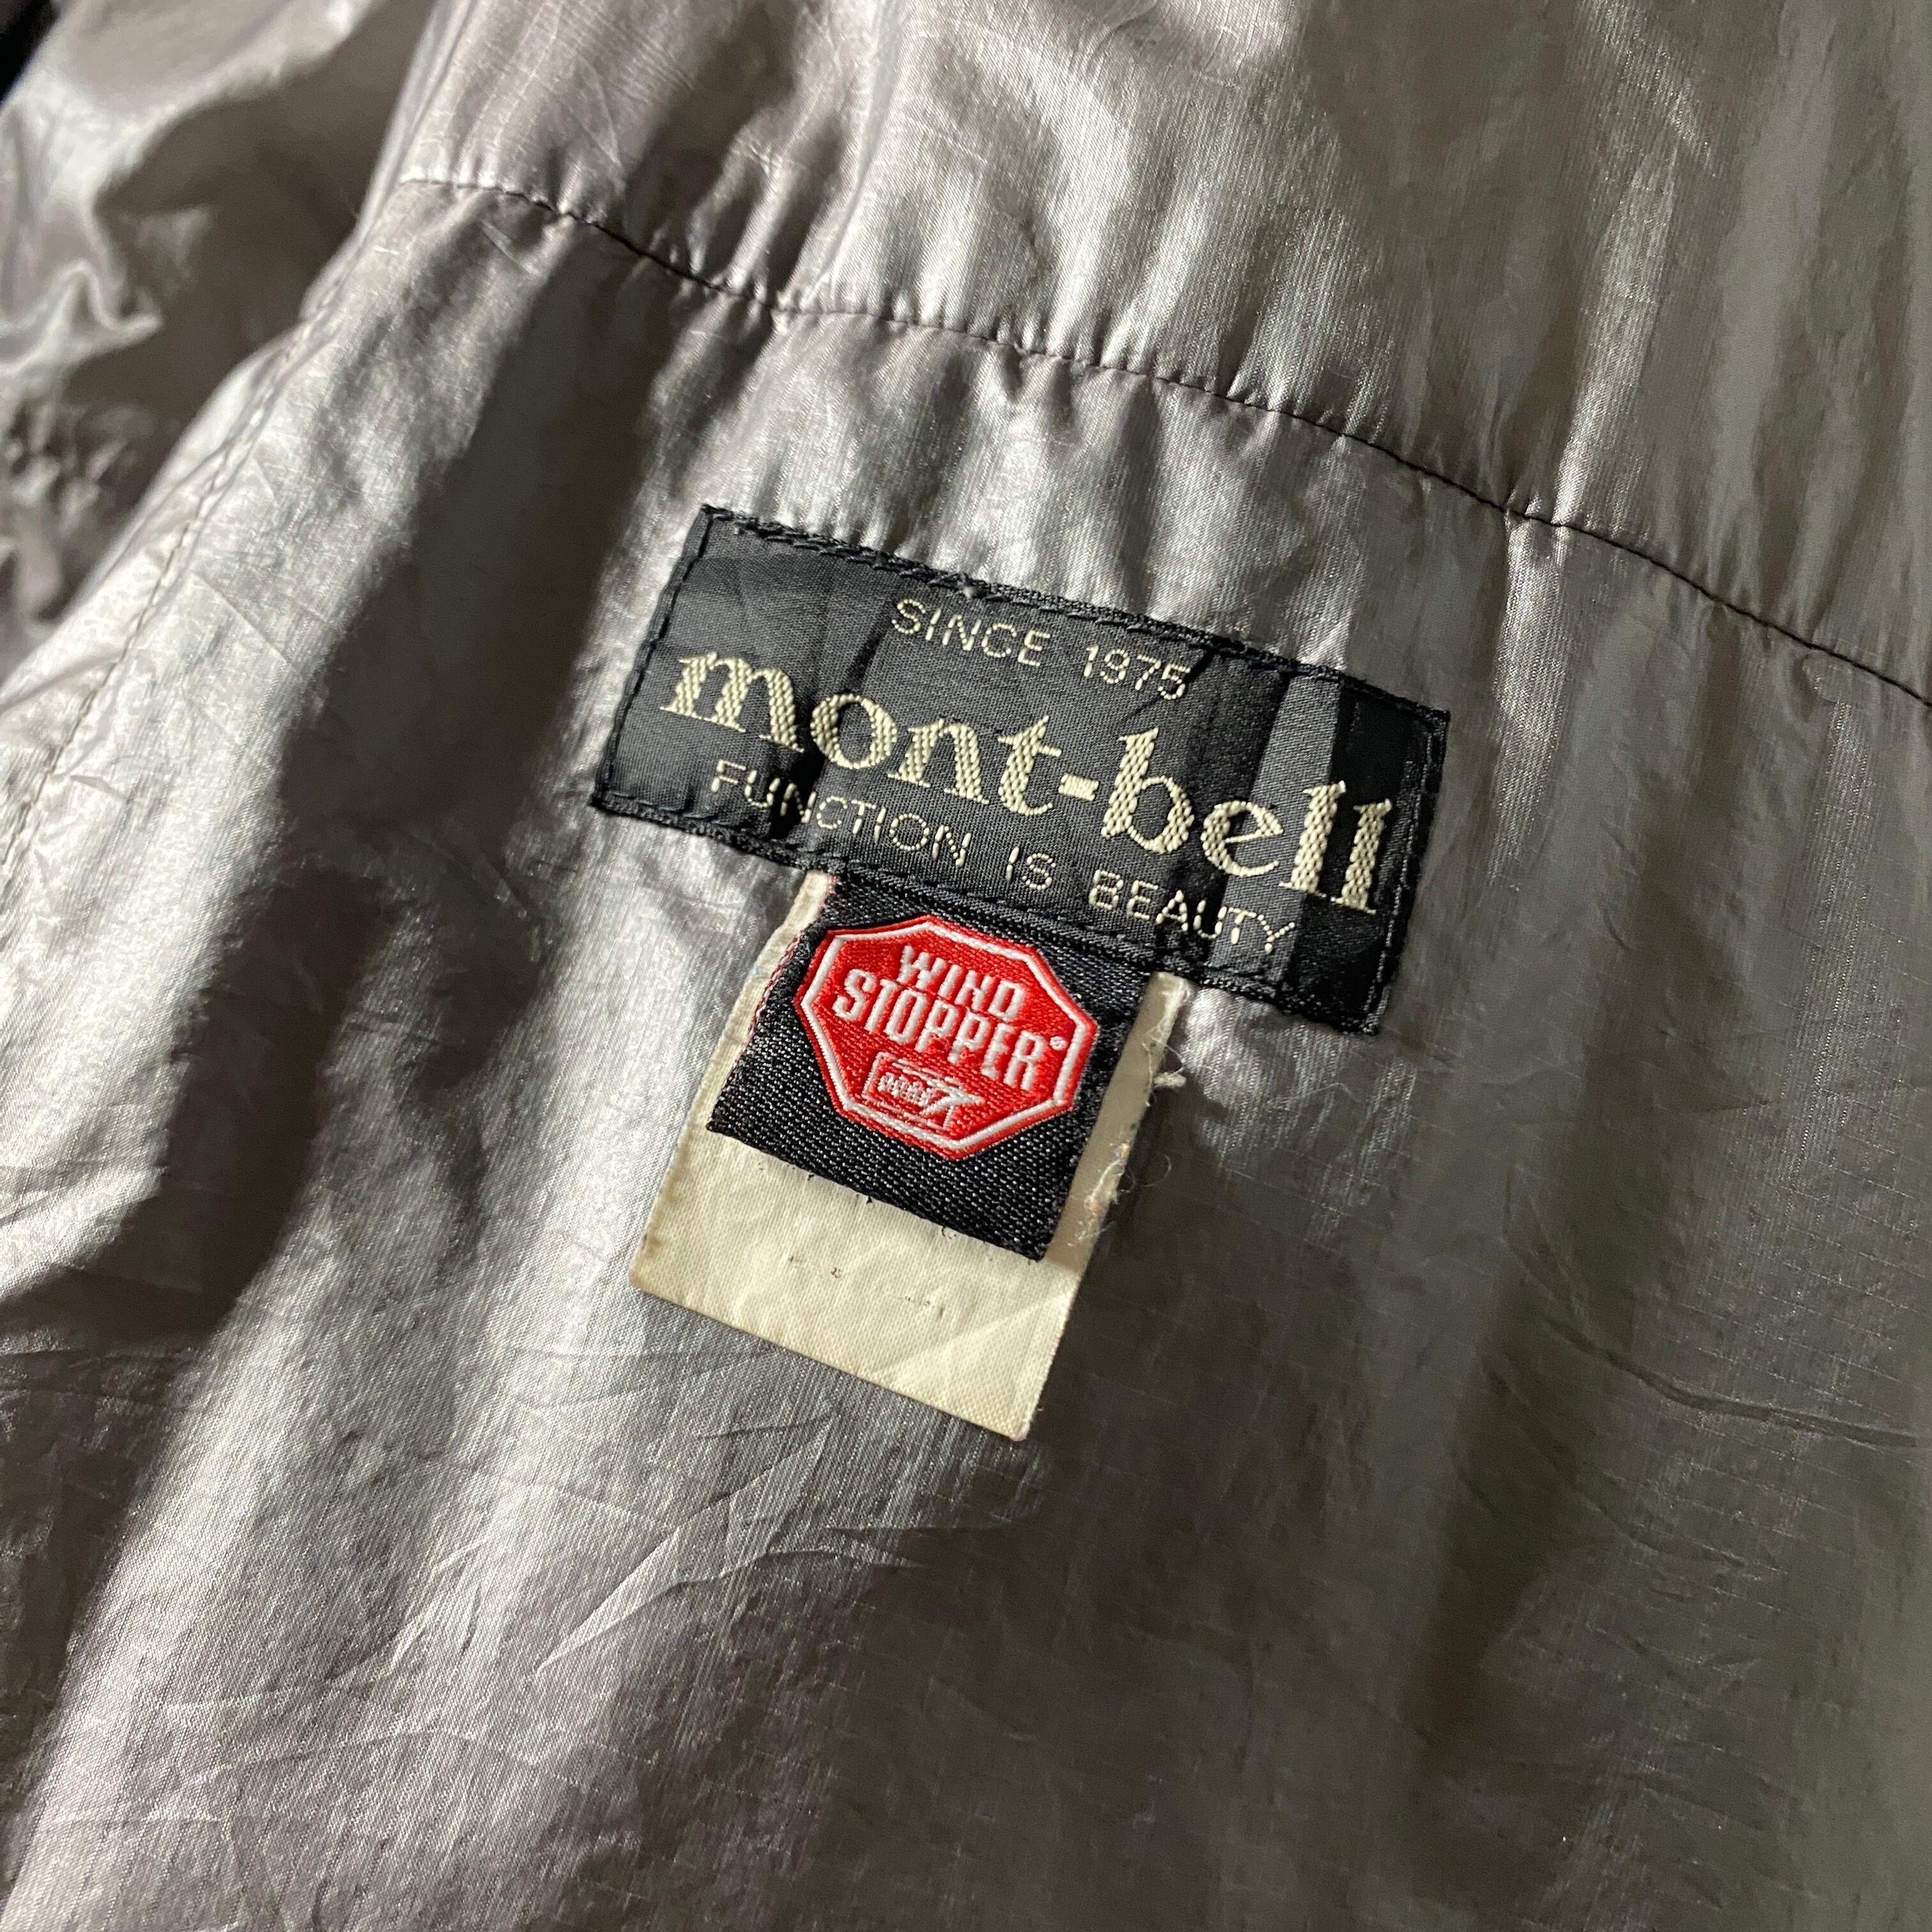 SINCE 1975
mont-bell
FUNCTION IS BEAUTY
WIND
STOPPER®